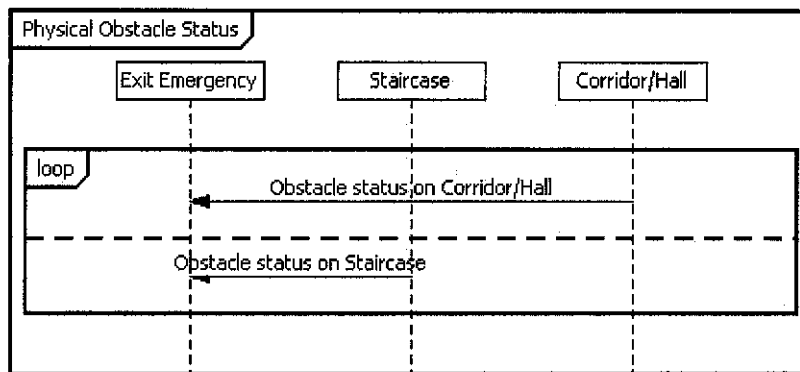 Physical Obstacle Status
Exit Emergency
Staircase
Corridor/Hall
loop
Obstacle status on Corridor/Hall
Obstacle status on Staircase